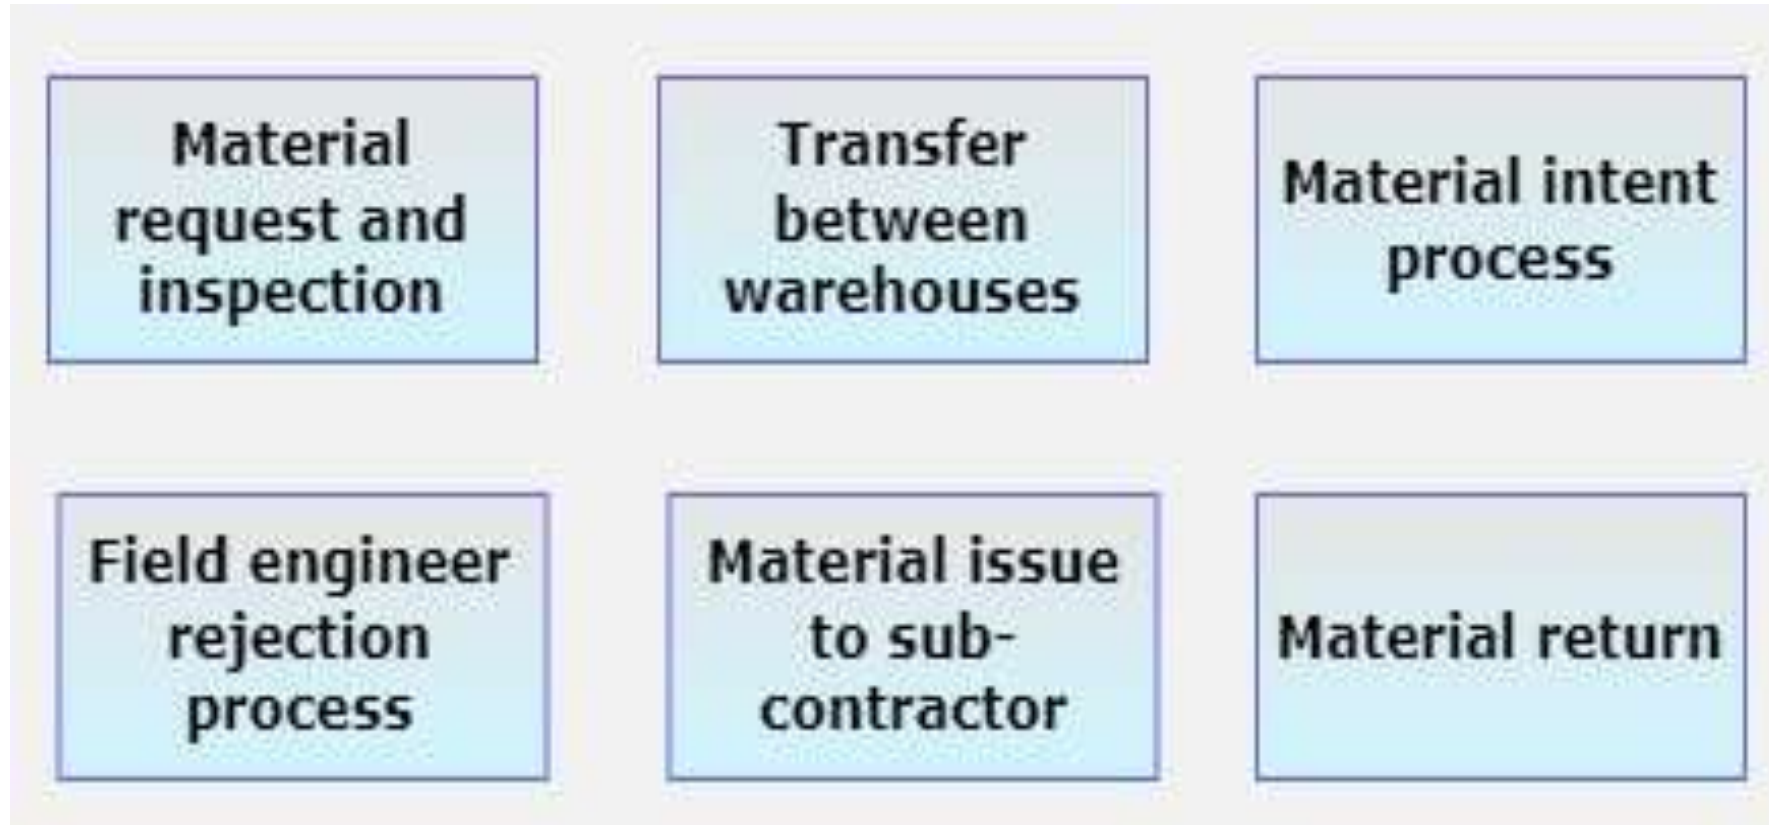 Material
request and
inspection
Transfer
between
warehouses
Material intent
process
Field engineer
rejection
process
Material issue
to sub-
contractor
Material return